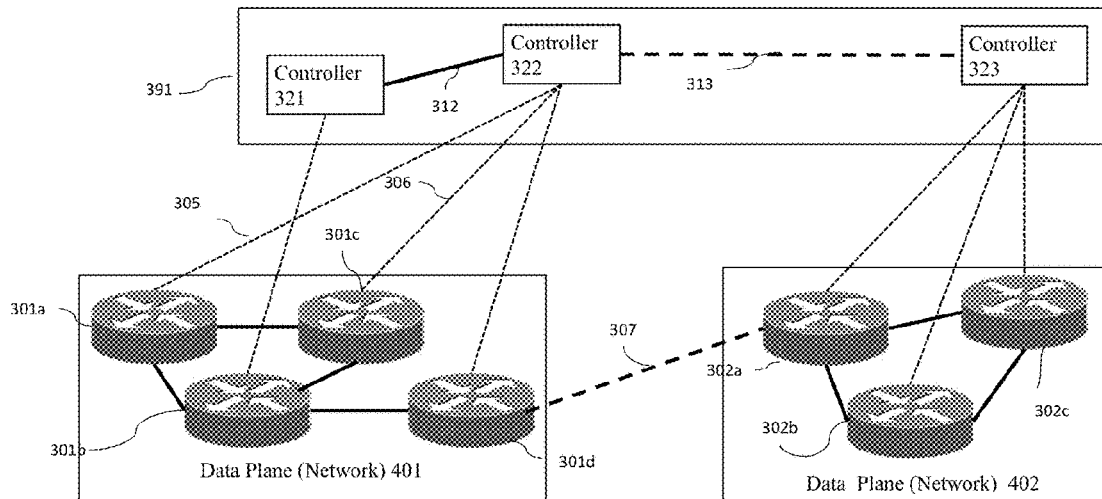 Controller
322
Controller
323
Controller
321
391
312
313
305
306
301c
301a
307
302a
302c
301b
302b
301d
Data Plane (Network) 401
Data Plane (Network) 402